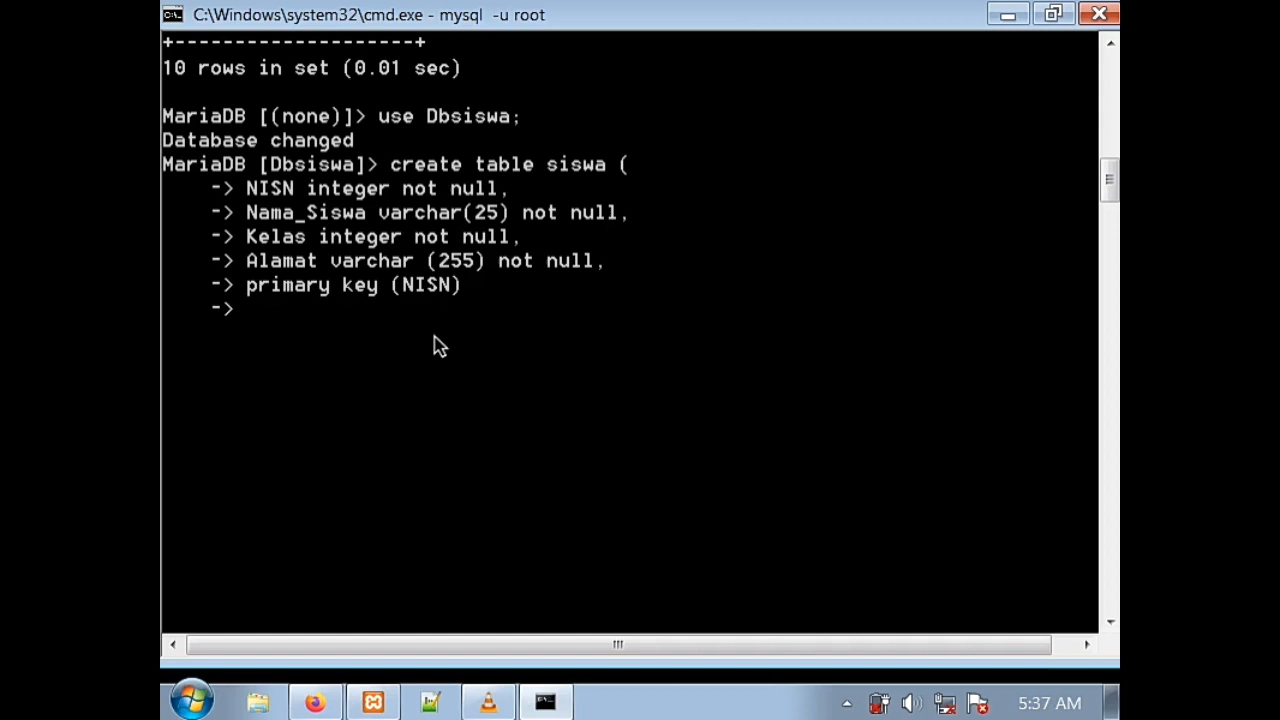 C:\Windows\system32\cmd.exe - mysql  -u root
+--------------------+
10 rows in set (0.01 sec)
MariaDB [(none)]> use Dbsiswa;
Database changed
MariaDB [Dbsiswa]> create table siswa (
    -> NISN integer not null,
    -> Nama_Siswa varchar(25) not null,
    -> Kelas integer not null,
    -> Alamat varchar (255) not null,
    -> primary key (NISN)
    ->
5:37 AM